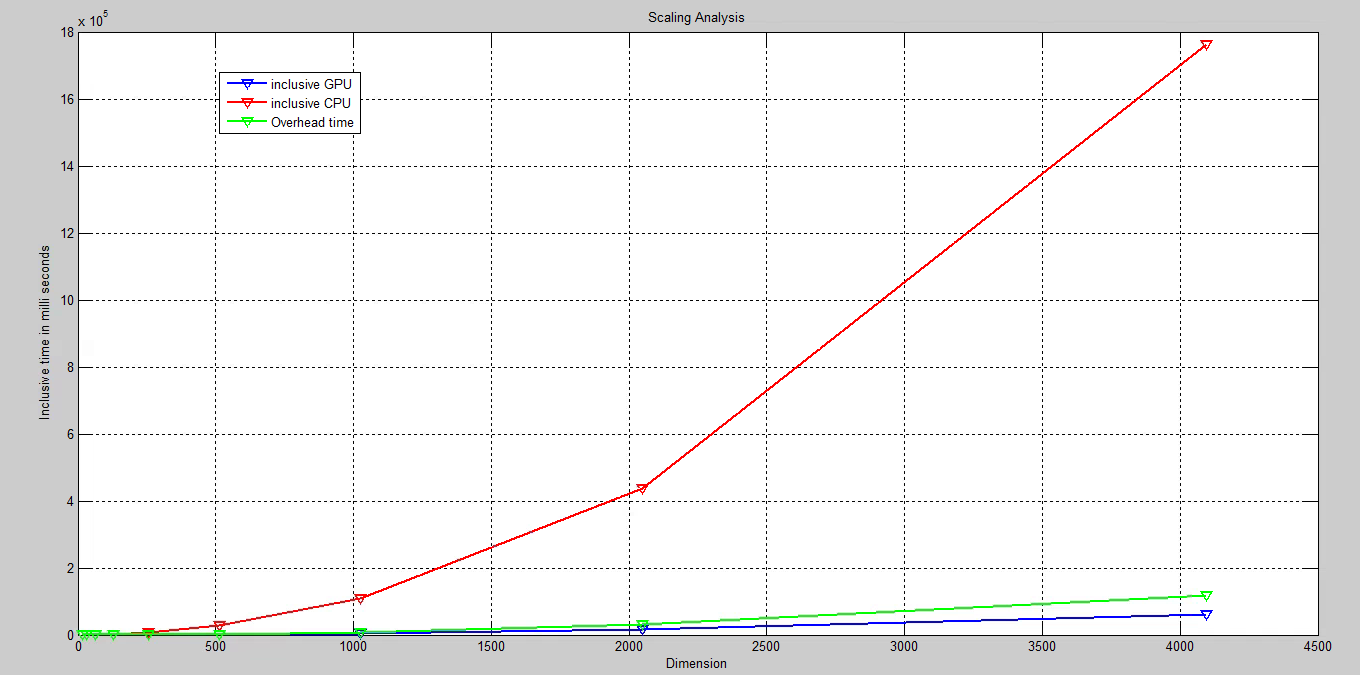 Scaling Analysis
x 10^5
18
16
14
12
10
8
6
4
2
0
inclusive GPU
inclusive CPU
Overhead time
Inclusive time in milli seconds
0 500 1000 1500 2000 2500 3000 3500 4000 4500
Dimension